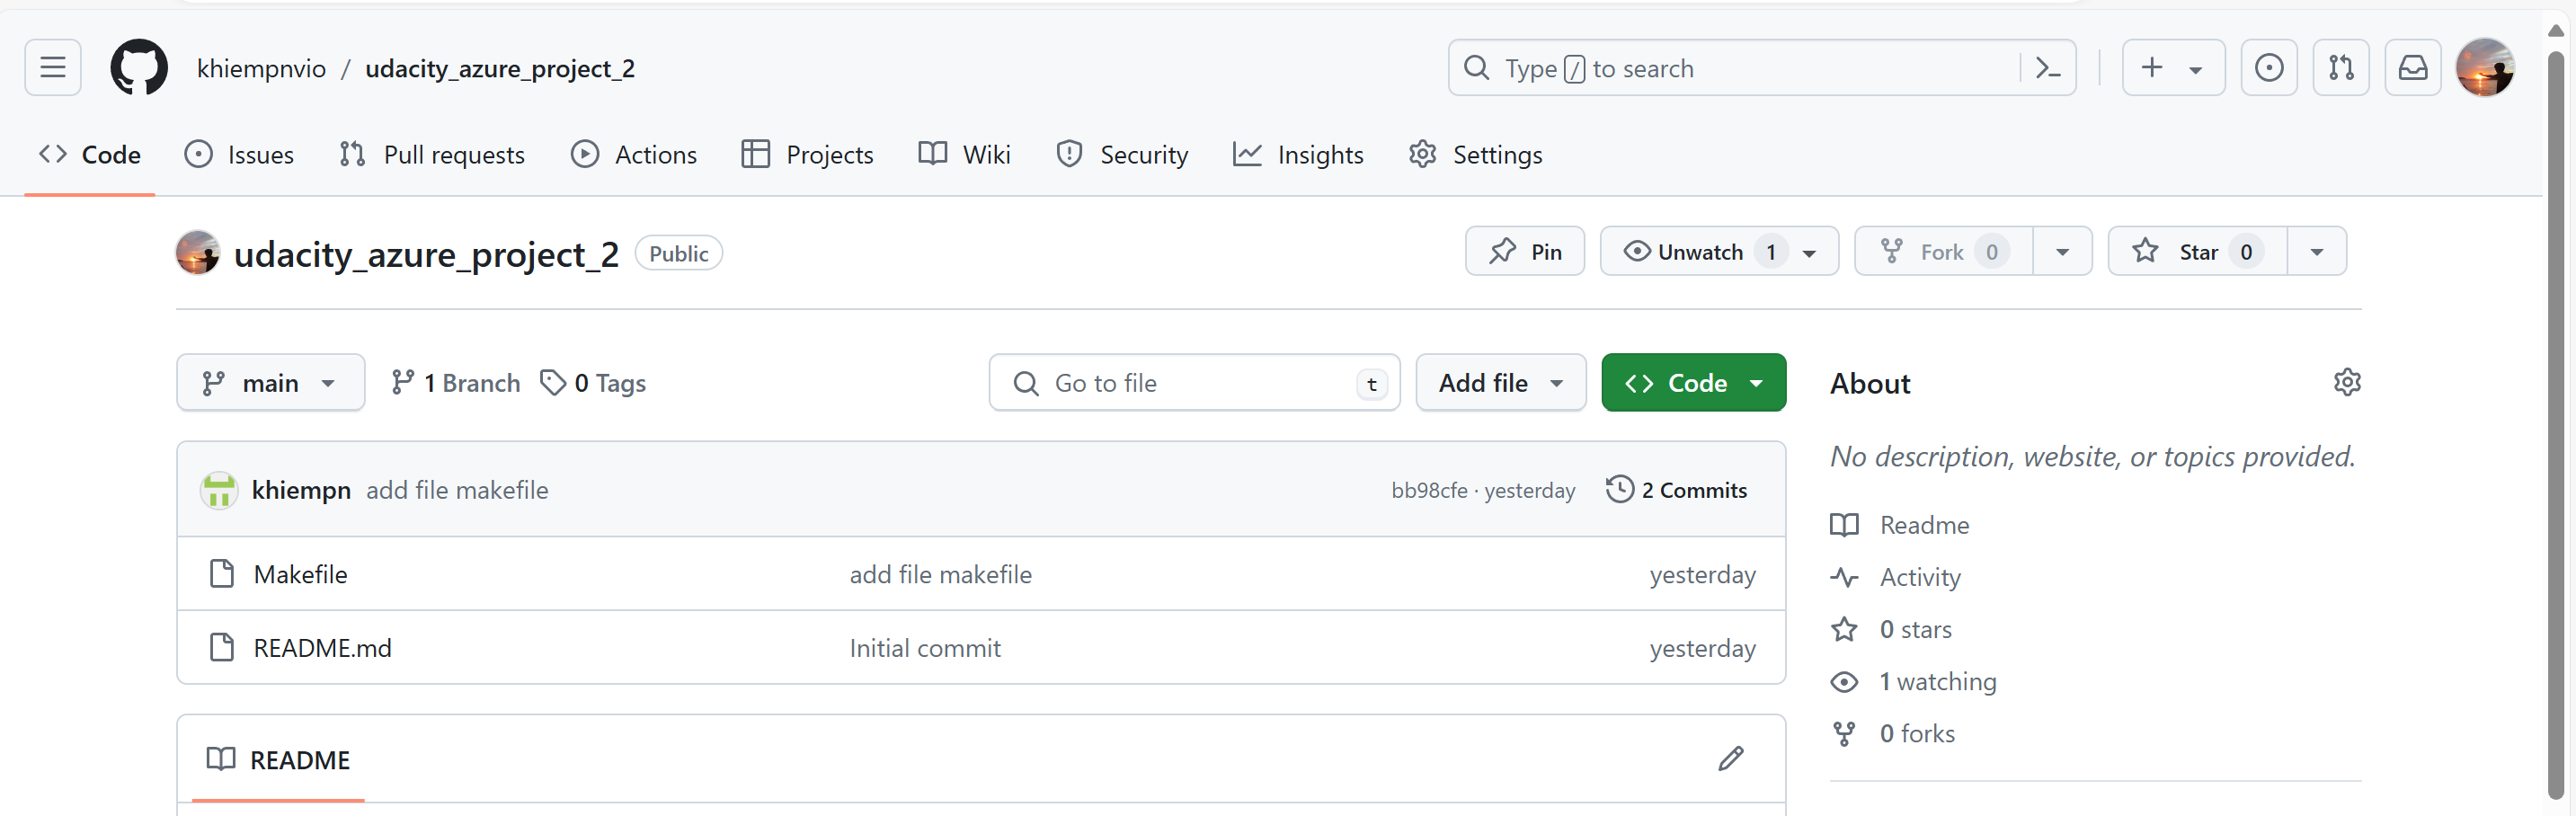 khiempnvio / udacity_azure_project_2
Type / to search
Code Issues Pull requests Actions Projects Wiki Security Insights Settings
udacity_azure_project_2 Public
Pin Unwatch 1 Fork 0 Star 0
main 1 Branch 0 Tags Go to file t Add file Code
About
No description, website, or topics provided.
khiempn add file makefile bb98cfe · yesterday 2 Commits
Makefile add file makefile yesterday
README.md Initial commit yesterday
Readme
Activity
0 stars
1 watching
0 forks
README